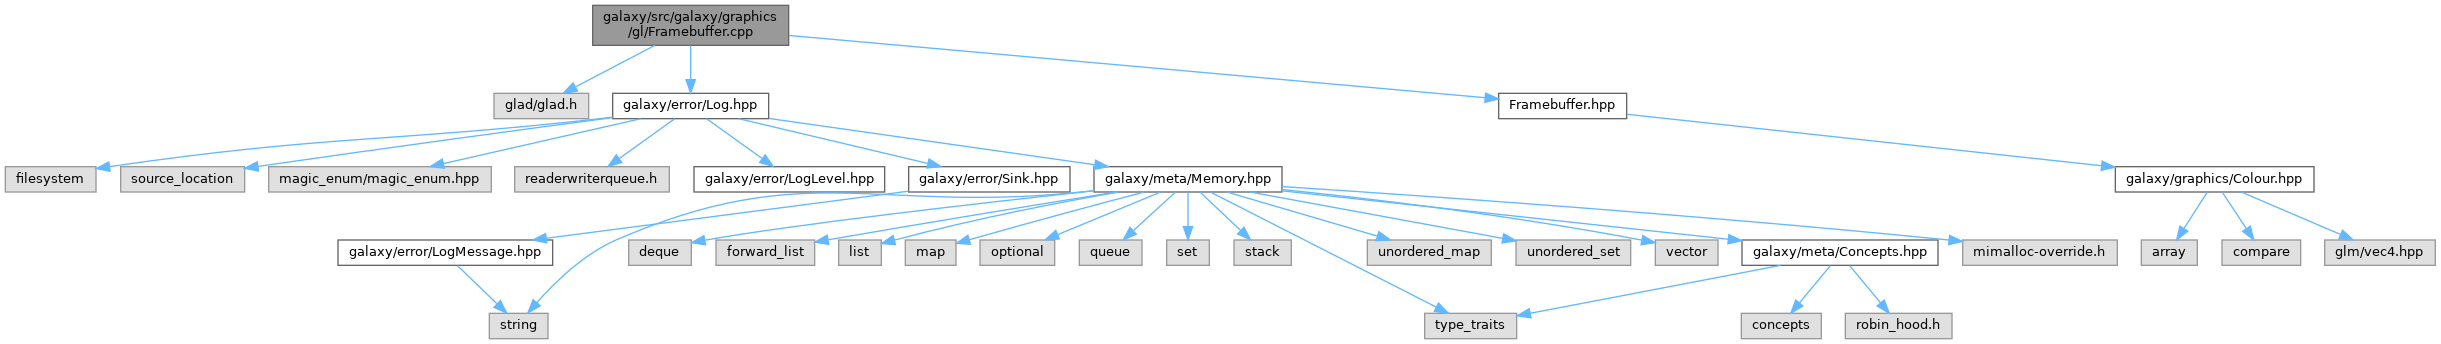 galaxy/src/galaxy/graphics
/gl/Framebuffer.cpp
glad/glad.h
galaxy/error/Log.hpp
Framebuffer.hpp
filesystem
source_location
magic_enum/magic_enum.hpp
readerwriterqueue.h
galaxy/error/LogLevel.hpp
galaxy/error/Sink.hpp
galaxy/meta/Memory.hpp
galaxy/graphics/Colour.hpp
galaxy/error/LogMessage.hpp
deque
forward_list
list
map
optional
queue
set
stack
unordered_map
unordered_set
vector
galaxy/meta/Concepts.hpp
mimalloc-override.h
array
compare
glm/vec4.hpp
string
type_traits
concepts
robin_hood.h